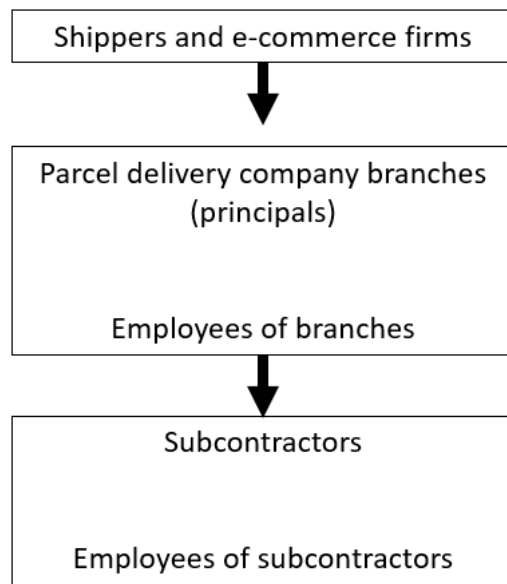 Shippers and e-commerce firms
Parcel delivery company branches
(principals)
Employees of branches
Subcontractors
Employees of subcontractors